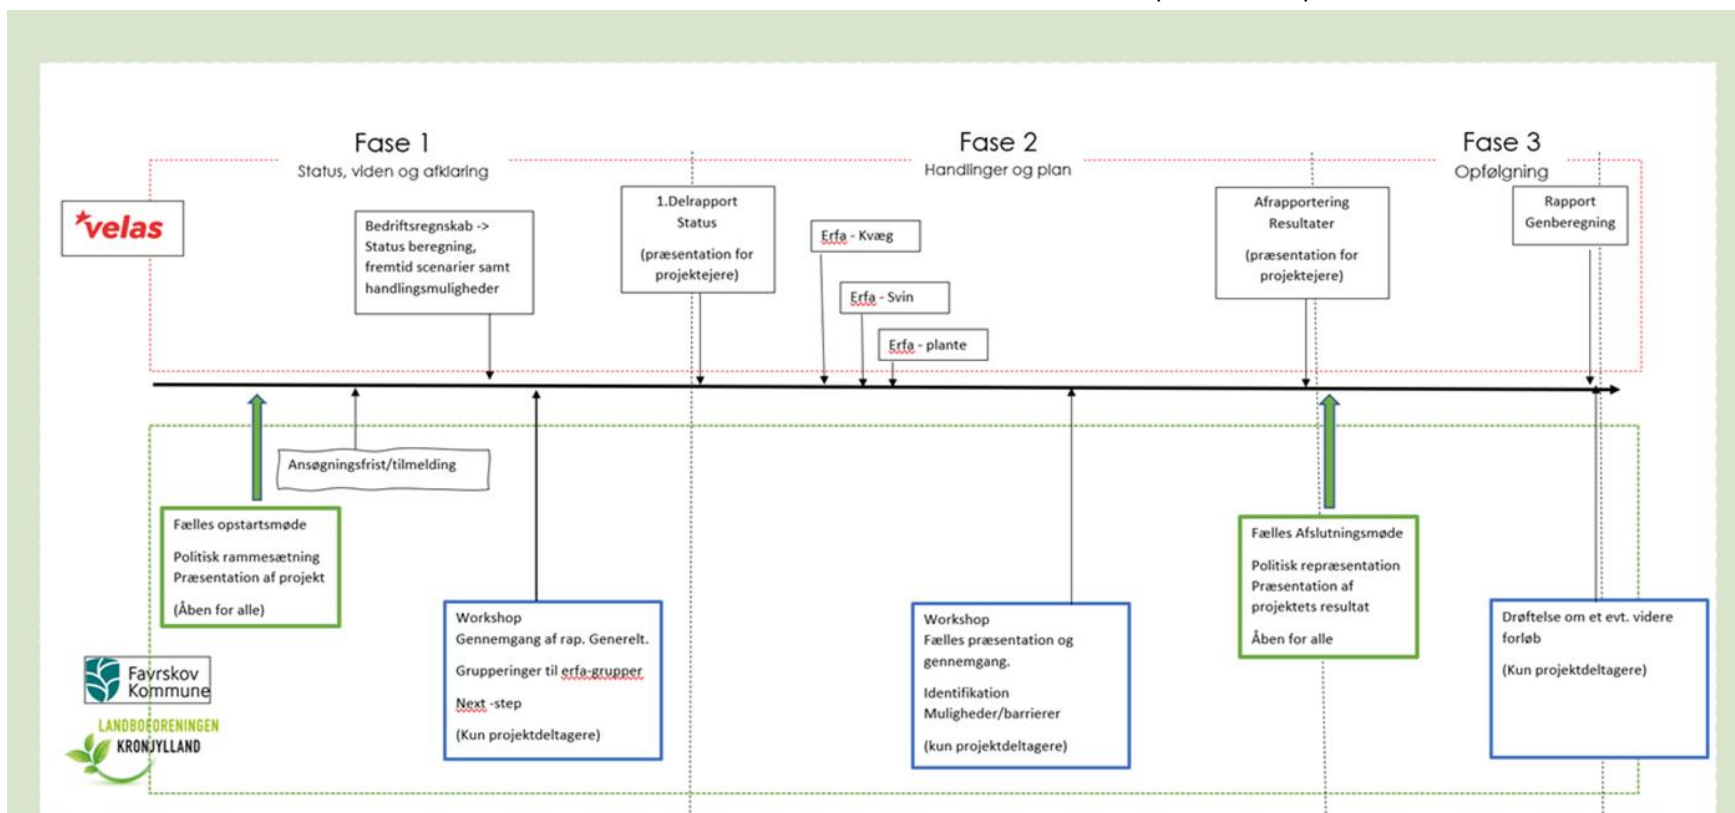 Fase 1
Status, viden og afklaring
Fase 2
Handlinger og plan
Fase 3
Opfølgning
velas
Bedriftsregnskab ->
Status beregning,
fremtid scenarier samt
handlingsmuligheder
1.Delrapport
Status
(præsentation for
projektejere)
Erfa - Kvæg
Erfa - Svin
Erfa - plante
Afrapportering
Resultater
(præsentation for
projektejere)
Rapport
Genberegning
Ansøgningsfrist/tilmelding
Fælles opstartsmøde
Politisk rammesætning
Præsentation af projekt
(Åben for alle)
Workshop
Gennemgang af rap. Generelt.
Grupperinger til erfa-grupper
Next -step
(Kun projektdeltagere)
Workshop
Fælles præsentation og
gennemgang.
Identifikation
Muligheder/barrierer
(kun projektdeltagere)
Fælles Afslutningsmøde
Politisk repræsentation
Præsentation af
projektets resultat
Åben for alle
Drøftelse om et evt. videre
forløb
(Kun projektdeltagere)
Favrskov
Kommune
LANDBOFORENINGEN
KRONJYLLAND